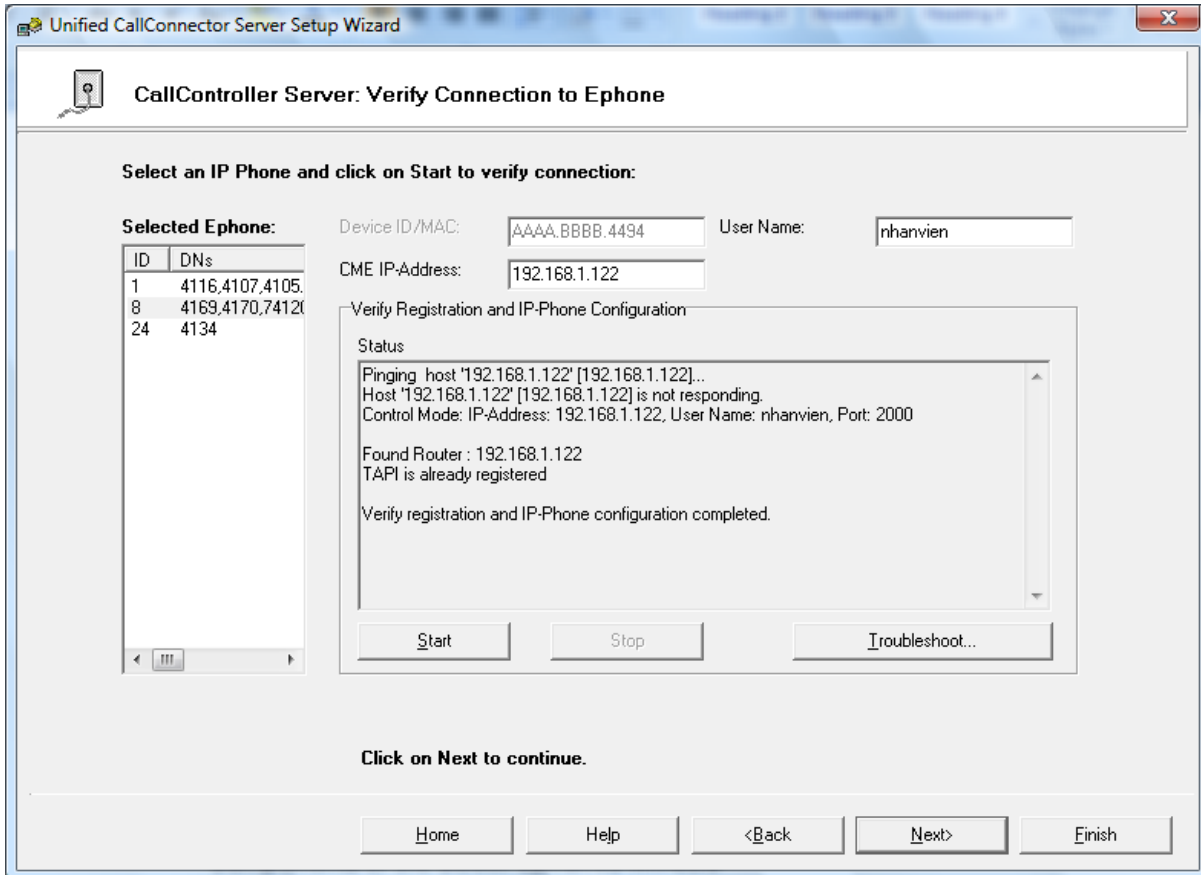 Unified CallConnector Server Setup Wizard
CallController Server: Verify Connection to Ephone
Select an IP Phone and click on Start to verify connection:
Selected Ephone:
Device ID/MAC: AAAA.BBBB.4494 User Name: nhanvien
ID DNs
CME IP-Address: 192.168.1.122
1 4116,4107,4105.
8 4169,4170,74120
24 4134
Verify Registration and IP-Phone Configuration
Status
Pinging host '192.168.1.122' [192.168.1.122]...
Host '192.168.1.122' [192.168.1.122] is not responding.
Control Mode: IP-Address: 192.168.1.122, User Name: nhanvien, Port: 2000
Found Router : 192.168.1.122
TAPI is already registered
Verify registration and IP-Phone configuration completed.
Start Stop Troubleshoot...
Click on Next to continue.
Home Help <Back Next> Finish